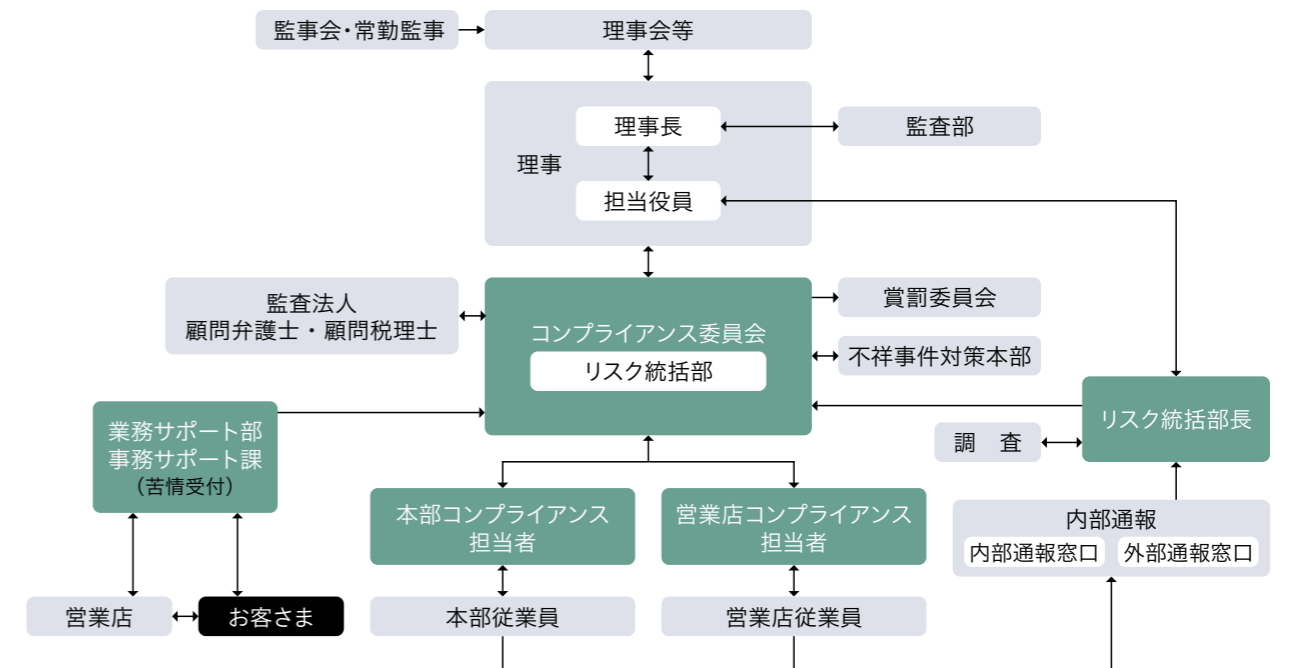 監事会・常勤監事
理事会等
理事長
監査部
理事
担当役員
監査法人
顧問弁護士・顧問税理士
コンプライアンス委員会
リスク統括部
賞罰委員会
不祥事件対策本部
業務サポート部
事務サポート課
（苦情受付）
リスク統括部長
調　査
本部コンプライアンス
担当者
営業店コンプライアンス
担当者
内部通報
内部通報窓口
外部通報窓口
営業店
お客さま
本部従業員
営業店従業員